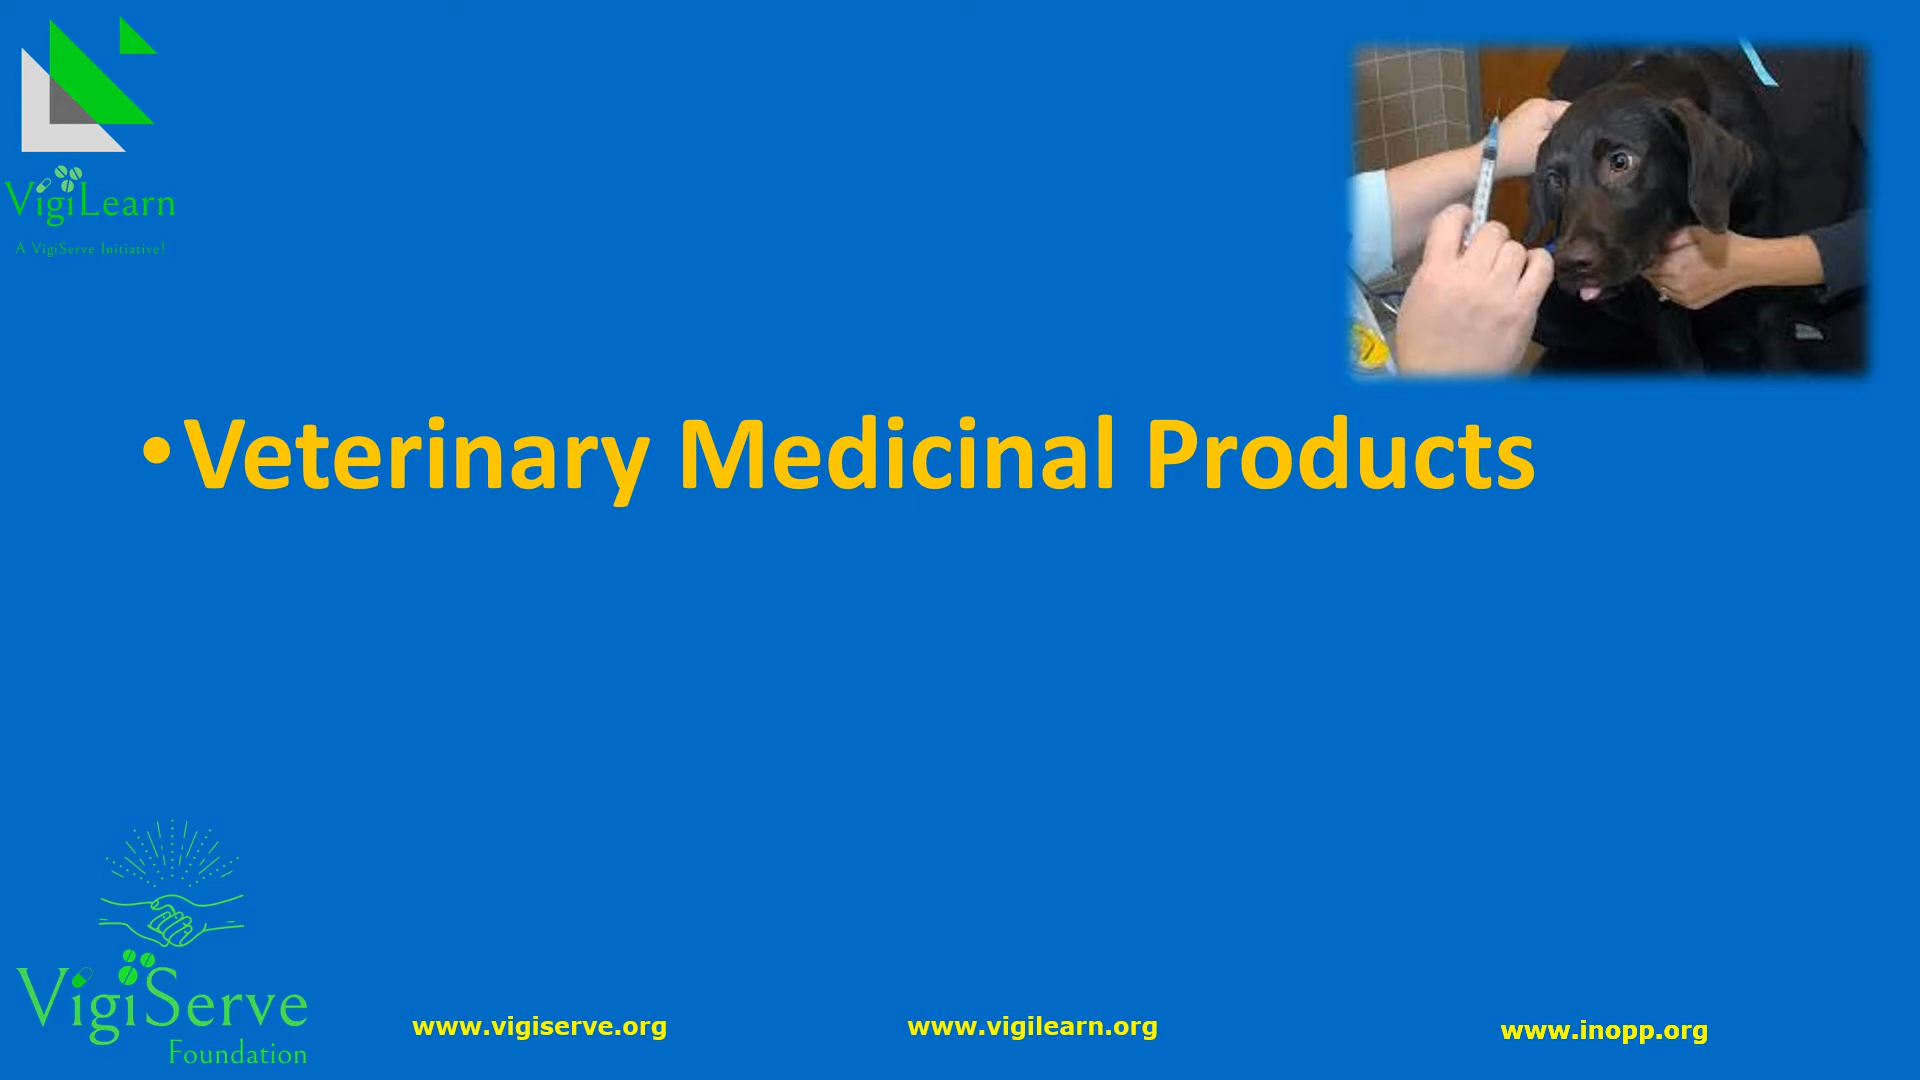 VigiLearn
A VigiServe Initiative!
•Veterinary Medicinal Products
VigiServe
Foundation
www.vigiserve.org
www.vigilearn.org
www.inopp.org